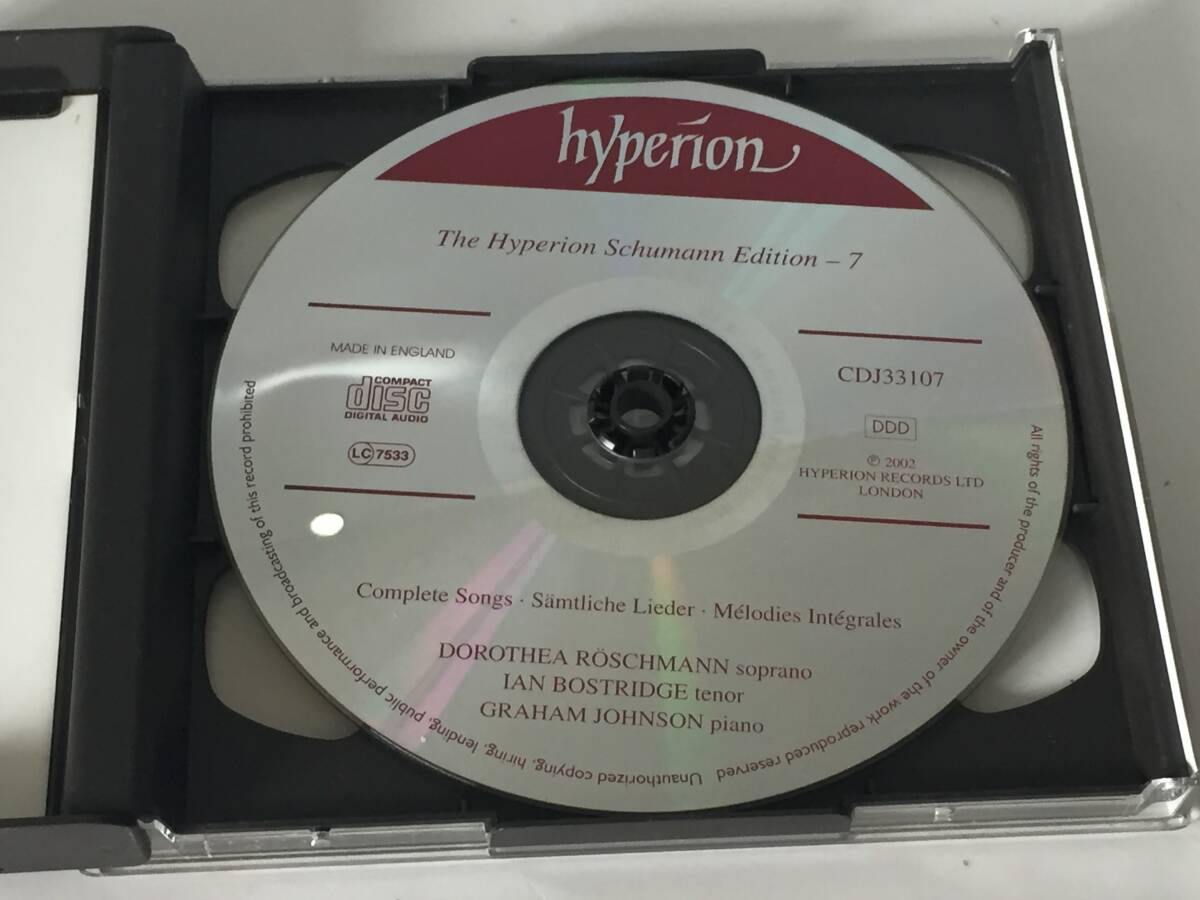 hyperion
The Hyperion Schumann Edition – 7
MADE IN ENGLAND
COMPACT
disc
DIGITAL AUDIO
LC 7533
CDJ33107
DDD
℗ 2002
HYPERION RECORDS LTD
LONDON
Complete Songs · Sämtliche Lieder · Mélodies Intégrales
DOROTHEA RÖSCHMANN soprano
IAN BOSTRIDGE tenor
GRAHAM JOHNSON piano
All rights of the producer and of the owner of the work reproduced reserved
Unauthorized copying, hiring, lending, public performance and broadcasting of this record prohibited